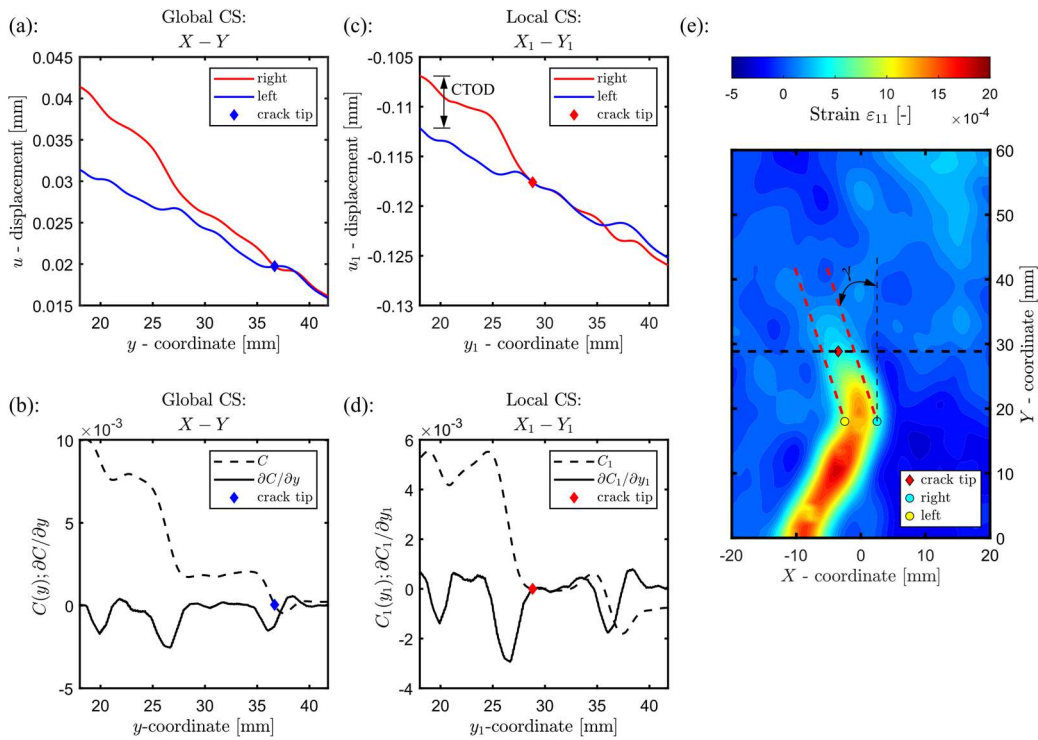 (a):
Global CS:
X − Y
0.045
0.04
0.035
0.03
0.025
0.02
0.015
u - displacement [mm]
right
left
crack tip
20 25 30 35 40
y - coordinate [mm]
(c):
Local CS:
X₁ − Y₁
-0.105
-0.11
-0.115
-0.12
-0.125
-0.13
u₁ - displacement [mm]
CTOD
right
left
crack tip
20 25 30 35 40
y₁ - coordinate [mm]
(e):
-5 0 5 10 15 20
Strain ε₁₁ [-] ×10⁻⁴
60
50
40
30
20
10
0
Y - coordinate [mm]
γ
crack tip
right
left
-20 -10 0 10 20
X - coordinate [mm]
(b):
Global CS:
X − Y
×10⁻³
10
5
0
-5
C(y); ∂C/∂y
C
∂C/∂y
crack tip
20 25 30 35 40
y-coordinate [mm]
(d):
Local CS:
X₁ − Y₁
×10⁻³
6
4
2
0
-2
-4
C₁(y₁); ∂C₁/∂y₁
C₁
∂C₁/∂y₁
crack tip
20 25 30 35 40
y₁-coordinate [mm]